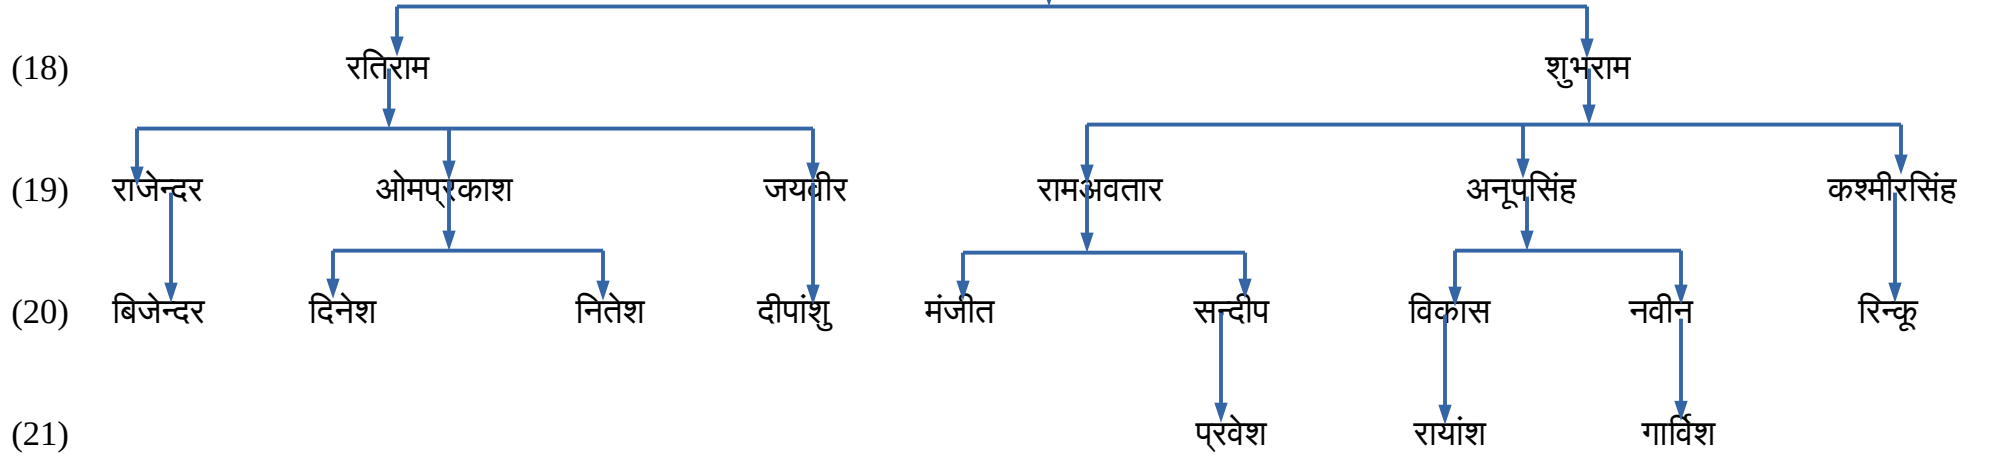 (18) रतिराम शुभराम
(19) राजेन्दर ओमप्रकाश जयवीर रामअवतार अनूपसिंह कश्मीरसिंह
(20) बिजेन्दर दिनेश नितेश दीपांशु मंजीत सन्दीप विकास नवीन रिन्कू
(21) प्रवेश रायांश गार्विश